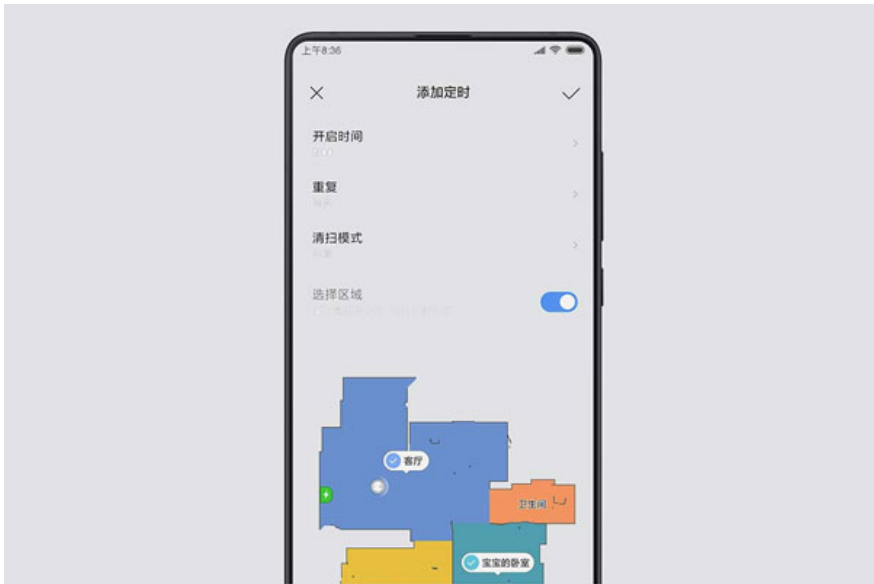 上午8:36
添加定时
开启时间
重复
清扫模式
选择区域
客厅
卫生间
宝宝的卧室